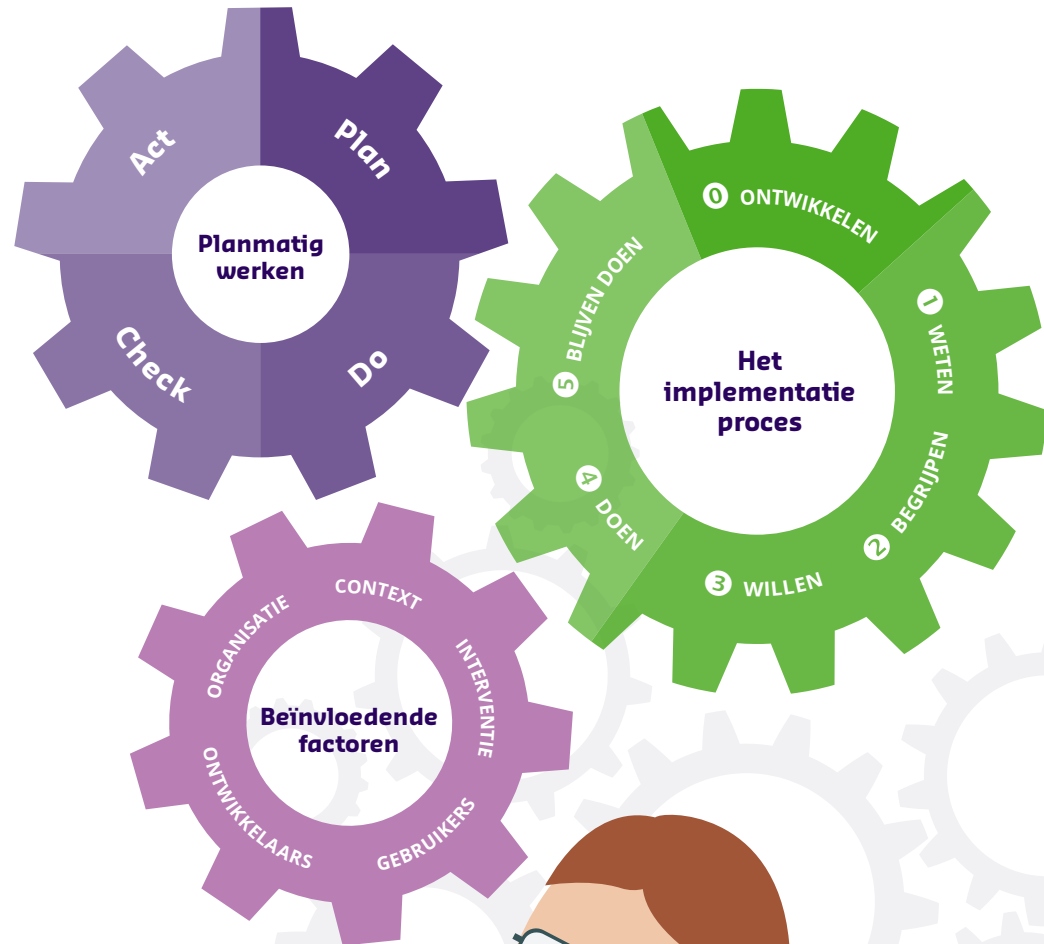 Planmatig
werken
Plan
Do
Check
Act
Het
implementatie
proces
0 ONTWIKKELEN
1 WETEN
2 BEGRIJPEN
3 WILLEN
4 DOEN
5 BLIJVEN DOEN
Beïnvloedende
factoren
CONTEXT
INTERVENTIE
GEBRUIKERS
ONTWIKKELAARS
ORGANISATIE